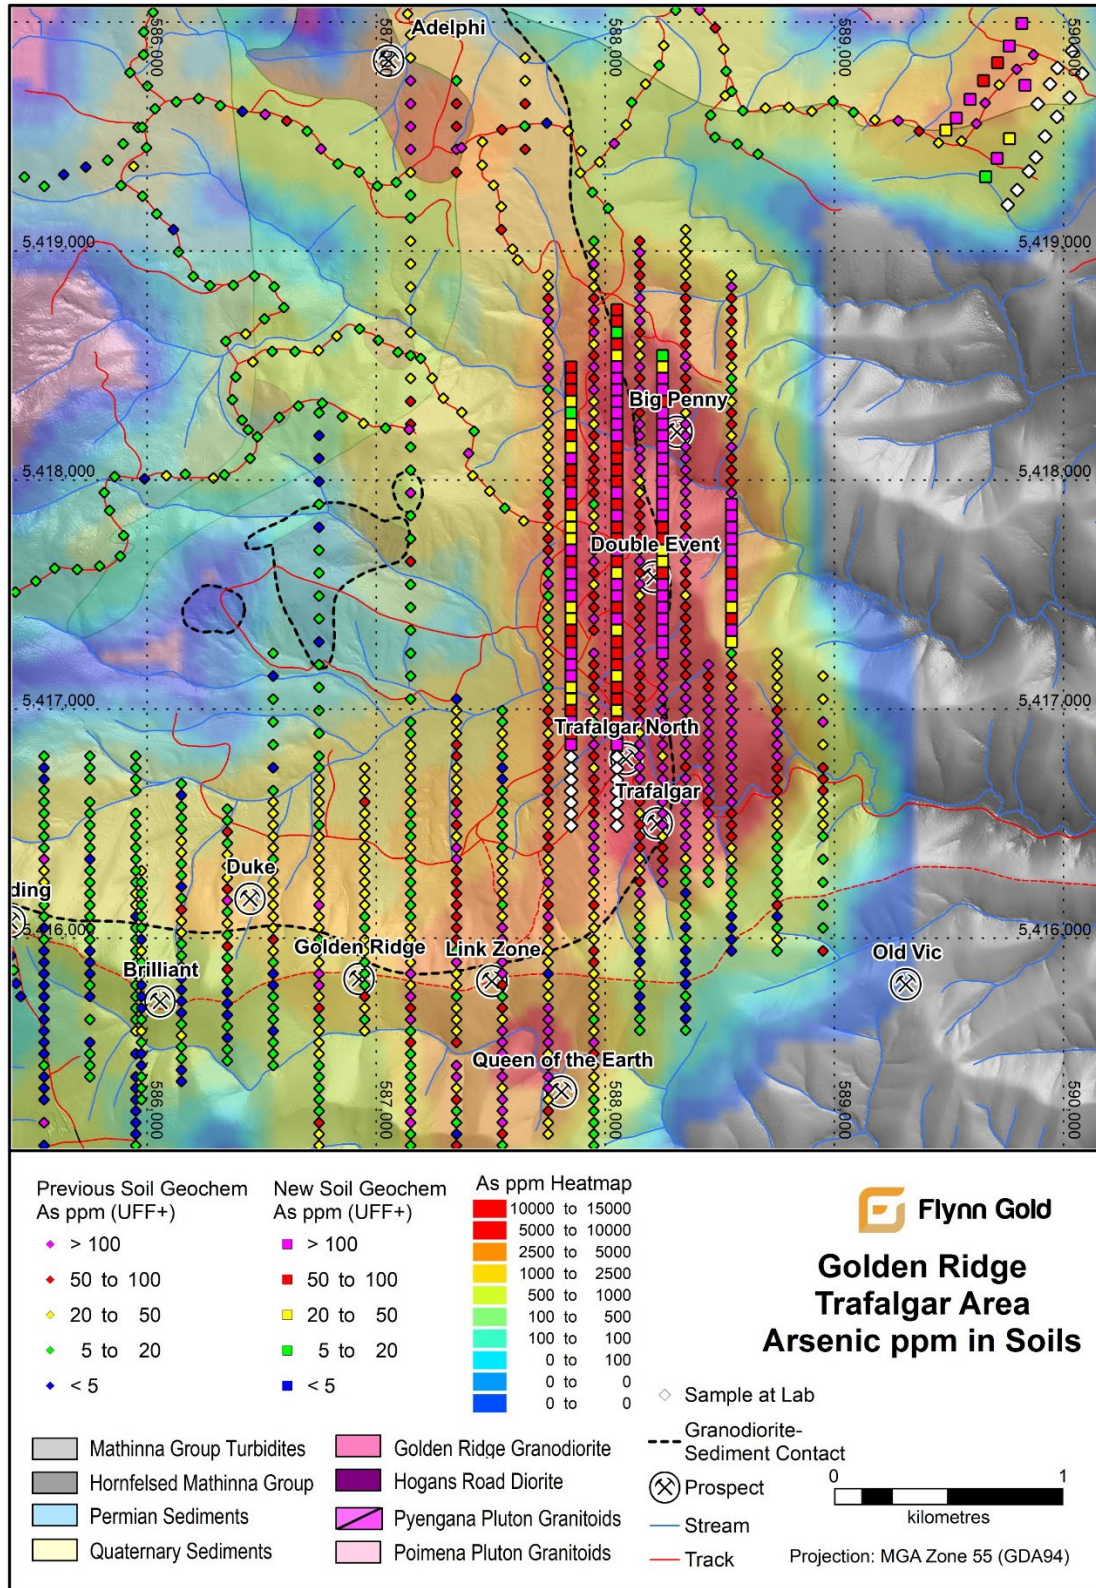 Adelphi
586,000
587,000
588,000
589,000
590,000
5,419,000
5,419,000
Big Penny
5,418,000
5,418,000
Double Event
5,417,000
5,417,000
Trafalgar North
Trafalgar
Duke
ding
5,416,000
5,416,000
Golden Ridge
Link Zone
Old Vic
Brilliant
Queen of the Earth
586,000
587,000
588,000
589,000
590,000
Previous Soil Geochem
As ppm (UFF+)
> 100
50 to 100
20 to 50
5 to 20
< 5
New Soil Geochem
As ppm (UFF+)
> 100
50 to 100
20 to 50
5 to 20
< 5
As ppm Heatmap
10000 to 15000
5000 to 10000
2500 to 5000
1000 to 2500
500 to 1000
100 to 500
100 to 100
0 to 100
0 to 0
0 to 0
Flynn Gold
Golden Ridge
Trafalgar Area
Arsenic ppm in Soils
Sample at Lab
Granodiorite-
Sediment Contact
Prospect
Stream
Track
Mathinna Group Turbidites
Hornfelsed Mathinna Group
Permian Sediments
Quaternary Sediments
Golden Ridge Granodiorite
Hogans Road Diorite
Pyengana Pluton Granitoids
Poimena Pluton Granitoids
0 1
kilometres
Projection: MGA Zone 55 (GDA94)